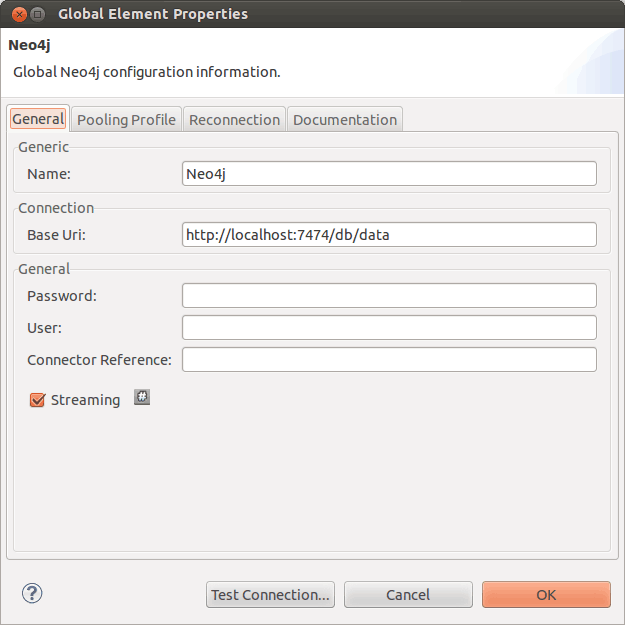 Global Element Properties
Neo4j
Global Neo4j configuration information.
General Pooling Profile Reconnection Documentation
Generic
Name: Neo4j
Connection
Base Uri: http://localhost:7474/db/data
General
Password:
User:
Connector Reference:
Streaming #
? Test Connection... Cancel OK